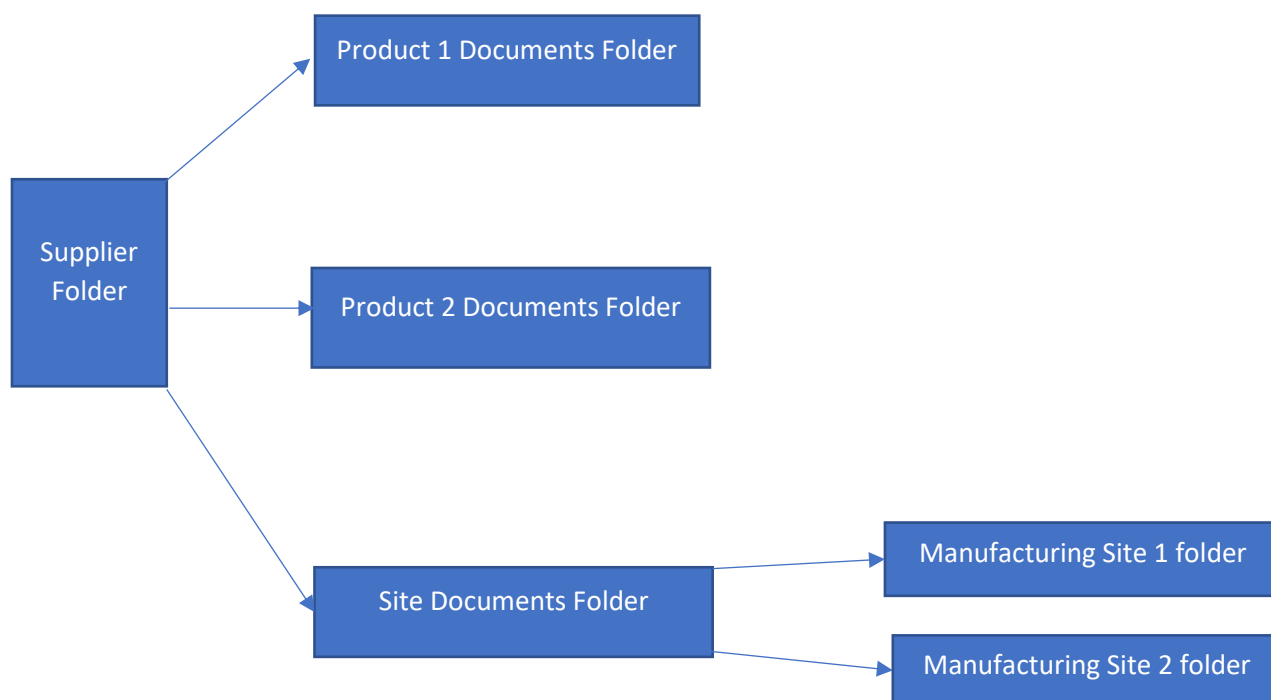 Product 1 Documents Folder
Supplier
Folder
Product 2 Documents Folder
Site Documents Folder
Manufacturing Site 1 folder
Manufacturing Site 2 folder